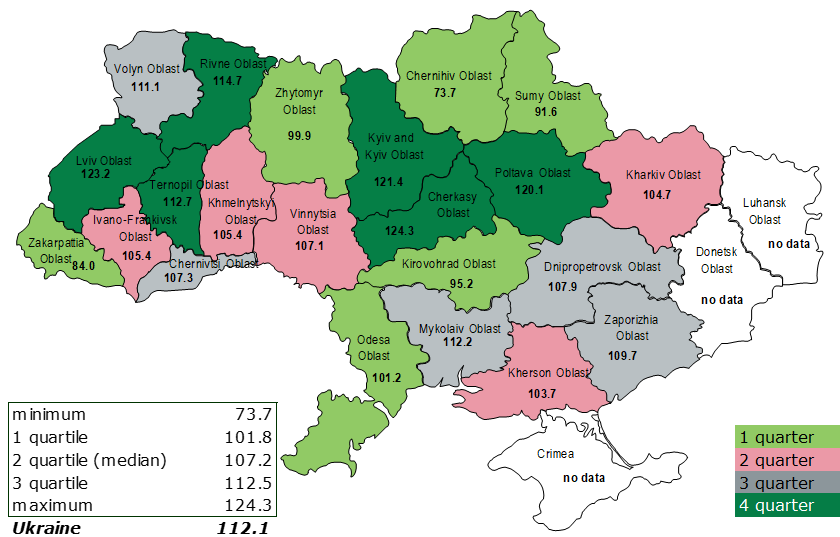 Volyn Oblast
111.1
Rivne Oblast
114.7
Zhytomyr
Oblast
99.9
Chernihiv Oblast
73.7
Sumy Oblast
91.6
Kyiv and
Kyiv Oblast
121.4
Lviv Oblast
123.2
Ternopil Oblast
112.7
Khmelnytskyi
Oblast
105.4
Ivano-Frankivsk
Oblast
105.4
Zakarpattia
Oblast
84.0
Chernivtsi Oblast
107.3
Vinnytsia
Oblast
107.1
Cherkasy
Oblast
124.3
Poltava Oblast
120.1
Kharkiv Oblast
104.7
Luhansk
Oblast
no data
Donetsk
Oblast
no data
Kirovohrad Oblast
95.2
Dnipropetrovsk Oblast
107.9
Zaporizhia
Oblast
109.7
Mykolaiv Oblast
112.2
Odesa
Oblast
101.2
Kherson Oblast
103.7
Crimea
no data
minimum 73.7
1 quartile 101.8
2 quartile (median) 107.2
3 quartile 112.5
maximum 124.3
Ukraine 112.1
1 quarter
2 quarter
3 quarter
4 quarter